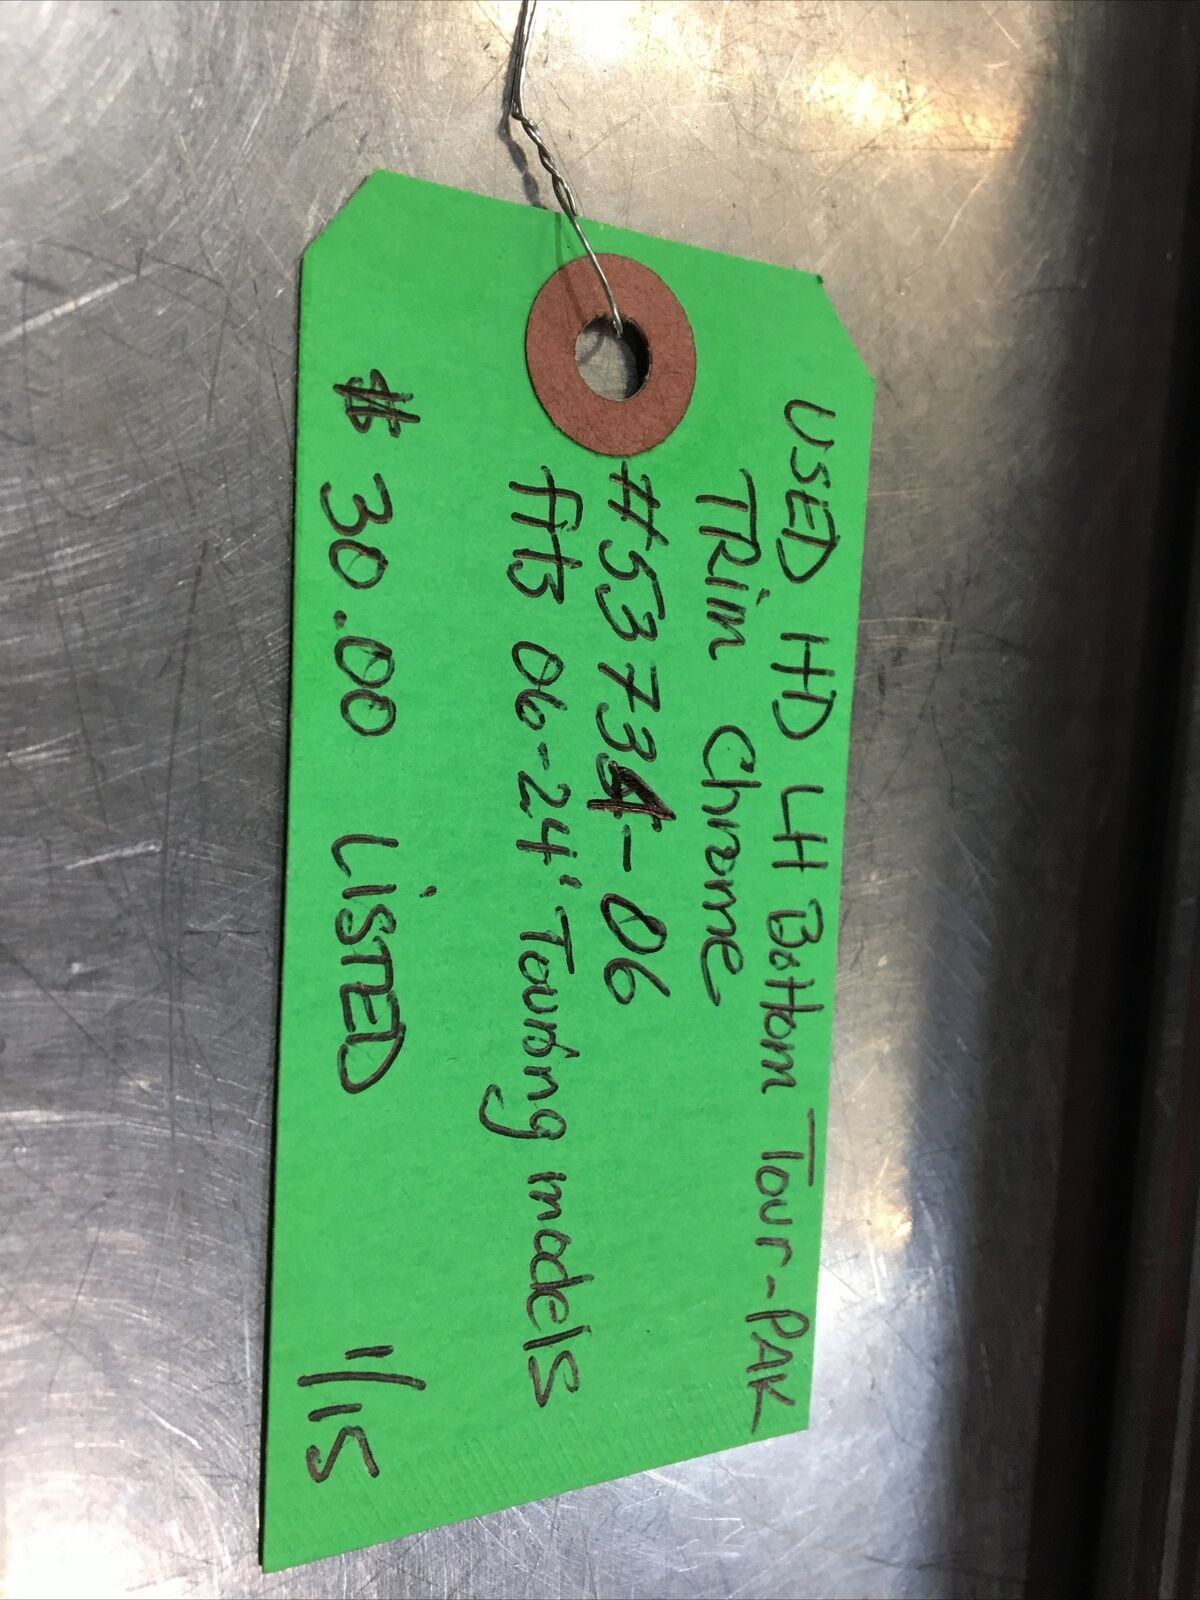 USED HD LH Bottom Tour-PAK
TRim Chrome
#53734-06
fits 06-24' Touring models
$30.00 LiSTED 1/15